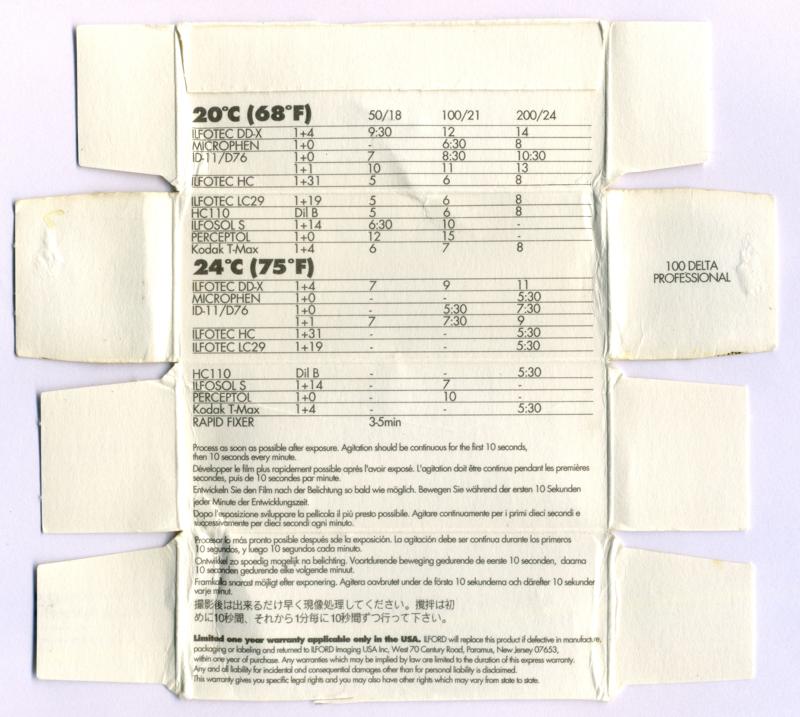 20°C (68°F) 50/18 100/21 200/24
ILFOTEC DD-X 1+4 9:30 12 14
MICROPHEN 1+0 - 6:30 8
ID-11/D76 1+0 7 8:30 10:30
1+1 10 11 13
ILFOTEC HC 1+31 5 6 8
ILFOTEC LC29 1+19 5 6 8
HC110 Dil B 5 6 8
ILFOSOL S 1+14 6:30 10 -
PERCEPTOL 1+0 12 15 -
Kodak T-Max 1+4 6 7 8
24°C (75°F)
ILFOTEC DD-X 1+4 7 9 11
MICROPHEN 1+0 - - 5:30
ID-11/D76 1+0 - 5:30 7:30
1+1 7 7:30 9
ILFOTEC HC 1+31 - - 5:30
ILFOTEC LC29 1+19 - - 5:30
HC110 Dil B - - 5:30
ILFOSOL S 1+14 - 7 -
PERCEPTOL 1+0 - 10 -
Kodak T-Max 1+4 - - 5:30
RAPID FIXER 3-5min
Process as soon as possible after exposure. Agitation should be continuous for the first 10 seconds,
then 10 seconds every minute.
Développer le film plus rapidement possible après l'avoir exposé. L'agitation doit être continue pendant les premières
secondes, puis de 10 secondes par minute.
Entwickeln Sie den Film nach der Belichtung so bald wie möglich. Bewegen Sie während der ersten 10 Sekunden
jeder Minute der Entwicklungszeit.
Dopo l'esposizione sviluppare la pellicola il più presto possibile. Agitare continuamente per i primi dieci secondi e
successivamente per dieci secondi ogni minuto.
Procesar lo más pronto posible después sde la exposición. La agitación debe ser continua durante los primeros
10 segundos, y luego 10 segundos cada minuto.
Ontwikkel zo spoedig mogelijk na belichting. Voortdurende beweging gedurende de eerste 10 seconden, daarna
10 seconden gedurende elke volgende minuut.
Framkalla snarast möjligt efter exponering. Agitera oavbrutet under de första 10 sekunderna och därefter 10 sekunder
varje minut.
撮影後は出来るだけ早く現像処理してください。攪拌は初
めに10秒間、それから1分毎に10秒間ずつ行って下さい。
Limited one year warranty applicable only in the USA. ILFORD will replace this product if defective in manufacture,
packaging or labeling and returned to ILFORD Imaging USA Inc, West 70 Century Road, Paramus, New Jersey 07653,
within one year of purchase. Any warranties which may be implied by law are limited to the duration of this express warranty.
Any and all liability for incidental and consequential damages other than for personal liability is disclaimed.
This warranty gives you specific legal rights and you may also have other rights which may vary from state to state.
100 DELTA
PROFESSIONAL